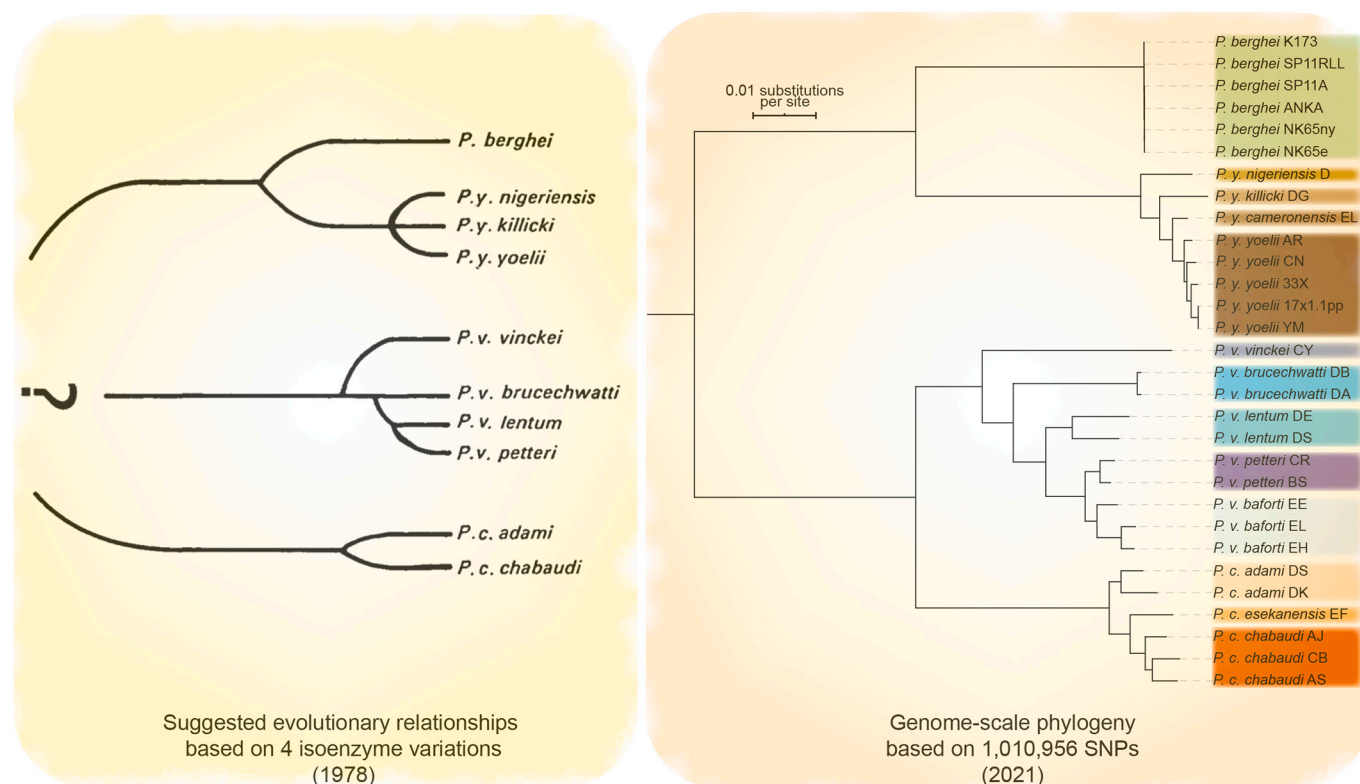 P. berghei
P.y. nigeriensis
P.y. killicki
P.y. yoelii
P.v. vinckei
?
P.v. brucechwatti
P.v. lentum
P.v. petteri
P.c. adami
P.c. chabaudi
Suggested evolutionary relationships
based on 4 isoenzyme variations
(1978)
0.01 substitutions
per site
P. berghei K173
P. berghei SP11RLL
P. berghei SP11A
P. berghei ANKA
P. berghei NK65ny
P. berghei NK65e
P. y. nigeriensis D
P. y. killicki DG
P. y. cameronensis EL
P. y. yoelii AR
P. y. yoelii CN
P. y. yoelii 33X
P. y. yoelii 17x1.1pp
P. y. yoelii YM
P. v. vinckei CY
P. v. brucechwatti DB
P. v. brucechwatti DA
P. v. lentum DE
P. v. lentum DS
P. v. petteri CR
P. v. petteri BS
P. v. baforti EE
P. v. baforti EL
P. v. baforti EH
P. c. adami DS
P. c. adami DK
P. c. esekanensis EF
P. c. chabaudi AJ
P. c. chabaudi CB
P. c. chabaudi AS
Genome-scale phylogeny
based on 1,010,956 SNPs
(2021)